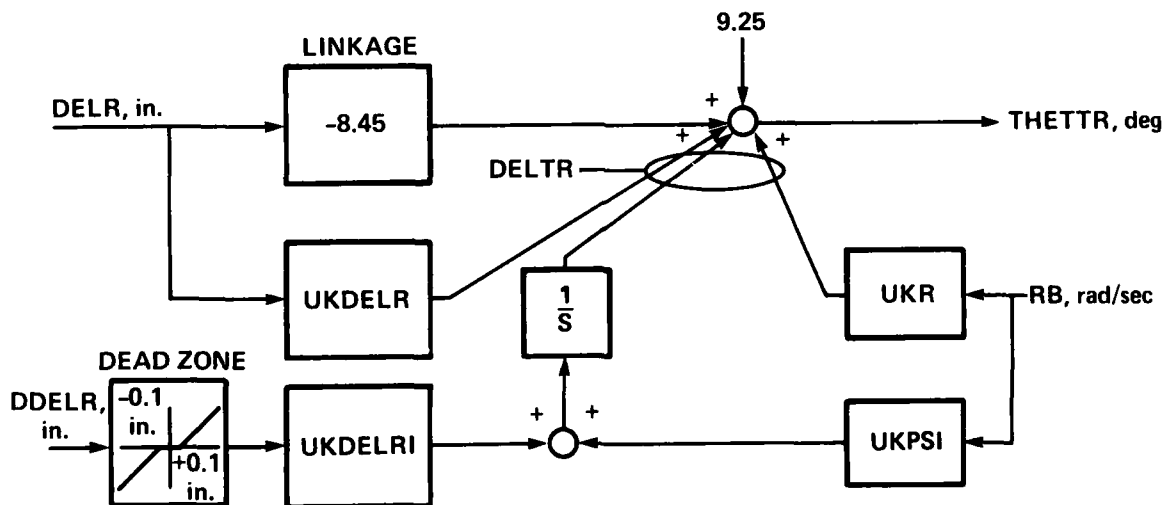 9.25
LINKAGE
DELR, in.
-8.45
+
+
+
THETTR, deg
DELTR
UKDELR
1
S
UKR
RB, rad/sec
DEAD ZONE
DDELR,
in.
-0.1
in.
+0.1
in.
UKDELRI
+
+
UKPSI